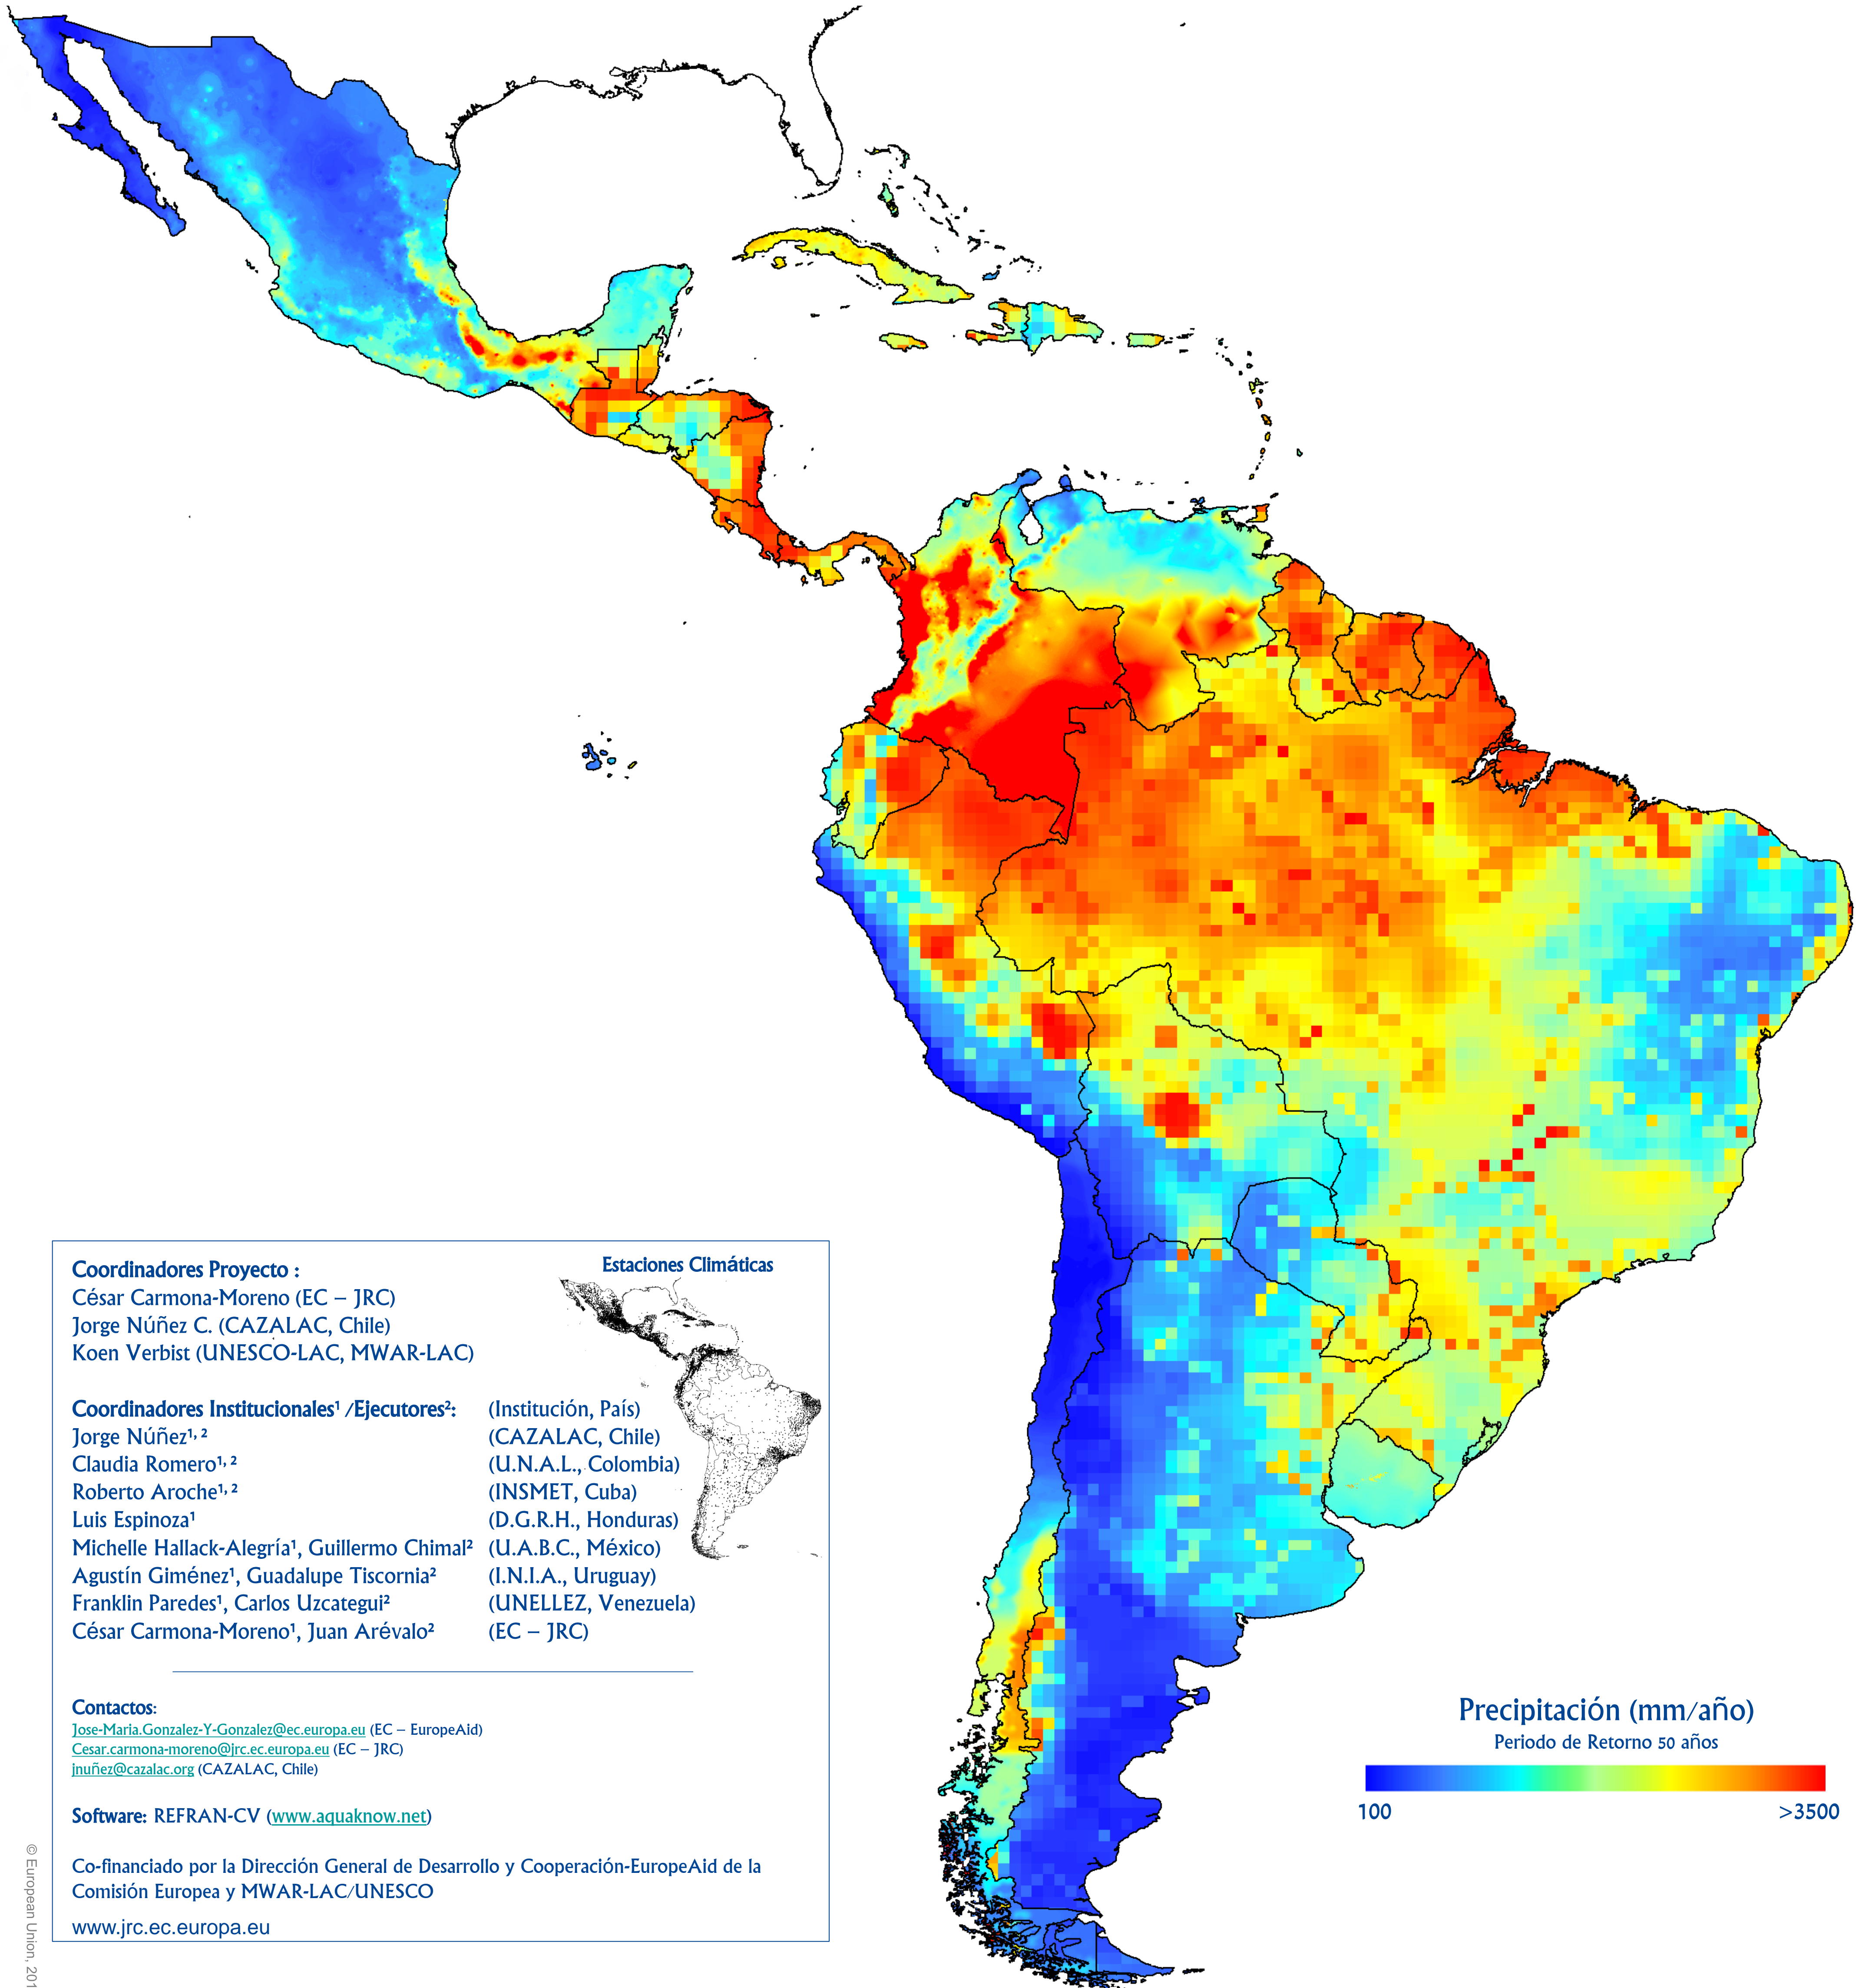 Coordinadores Proyecto :
César Carmona-Moreno (EC – JRC)
Jorge Núñez C. (CAZALAC, Chile)
Koen Verbist (UNESCO-LAC, MWAR-LAC)
Estaciones Climáticas
Coordinadores Institucionales¹ /Ejecutores²: (Institución, País)
Jorge Núñez¹,² (CAZALAC, Chile)
Claudia Romero¹,² (U.N.A.L., Colombia)
Roberto Aroche¹,² (INSMET, Cuba)
Luis Espinoza¹ (D.G.R.H., Honduras)
Michelle Hallack-Alegría¹, Guillermo Chimal² (U.A.B.C., México)
Agustín Giménez¹, Guadalupe Tiscornia² (I.N.I.A., Uruguay)
Franklin Paredes¹, Carlos Uzcategui² (UNELLEZ, Venezuela)
César Carmona-Moreno¹, Juan Arévalo² (EC – JRC)
Contactos:
Jose-Maria.Gonzalez-Y-Gonzalez@ec.europa.eu (EC – EuropeAid)
Cesar.carmona-moreno@jrc.ec.europa.eu (EC – JRC)
jnuñez@cazalac.org (CAZALAC, Chile)
Software: REFRAN-CV (www.aquaknow.net)
Co-financiado por la Dirección General de Desarrollo y Cooperación-EuropeAid de la
Comisión Europea y MWAR-LAC/UNESCO
www.jrc.ec.europa.eu
© European Union, 201
Precipitación (mm/año)
Periodo de Retorno 50 años
100 >3500